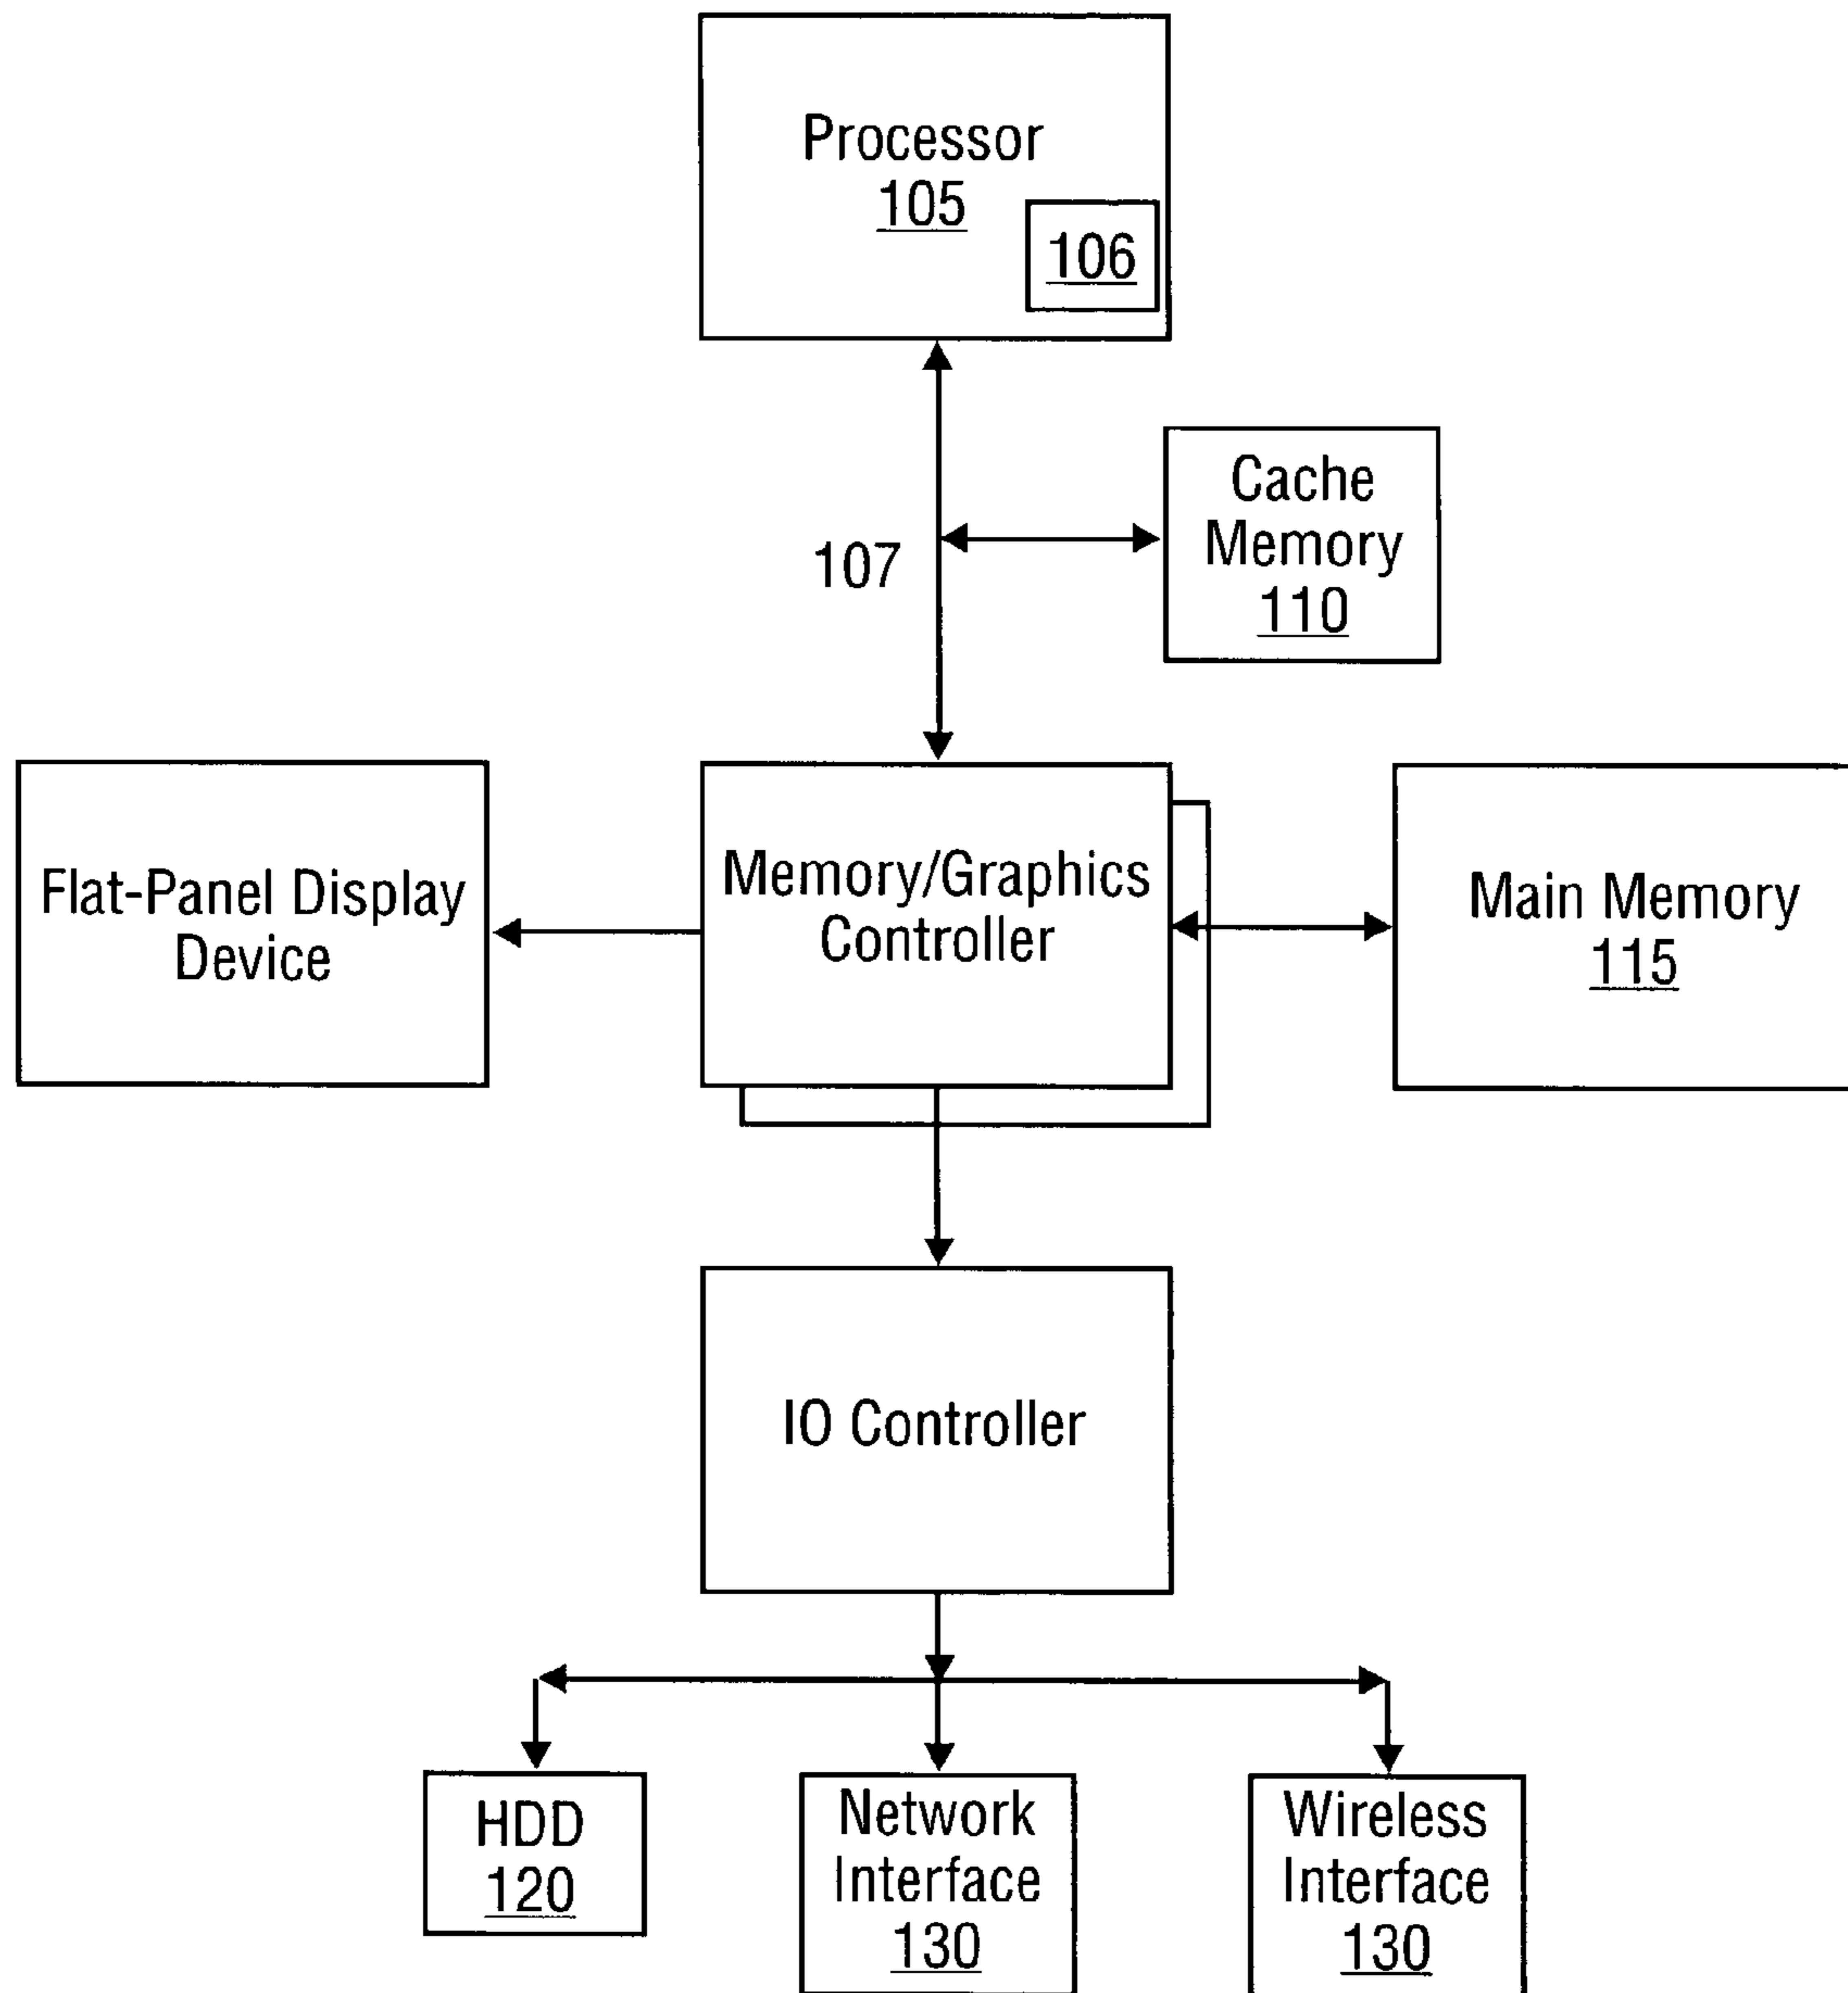 Processor
105
106
Cache
Memory
110
107
Flat-Panel Display
Device
Memory/Graphics
Controller
Main Memory
115
IO Controller
HDD
120
Network
Interface
130
Wireless
Interface
130